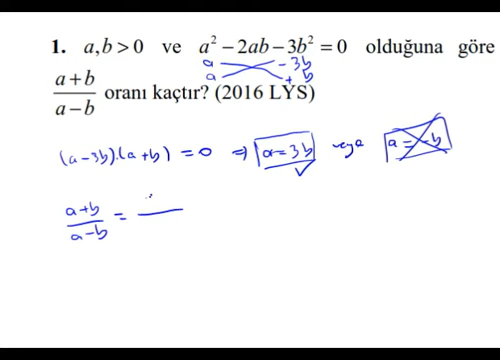 1. a,b > 0 ve a² − 2ab − 3b² = 0 olduğuna göre
a − 3b
a + b
a+b / a−b oranı kaçtır? (2016 LYS)
(a−3b).(a+b) = 0 ⇒ a=3b veya a=−b
a+b / a−b =